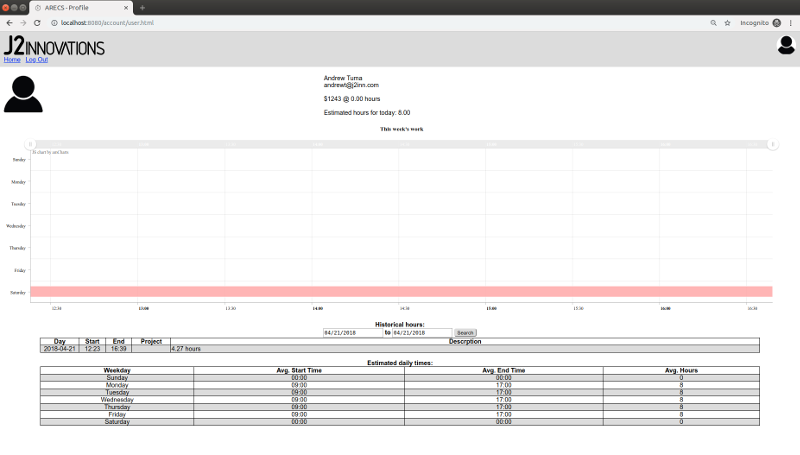 ARECS - Profile
localhost:8080/account/user.html
Incognito
J2INNOVATIONS
Home Log Out
Andrew Tuma
andrewt@j2inn.com
$1243 @ 0.00 hours
Estimated hours for today: 8.00
This week's work
JS chart by amCharts
Sunday
Monday
Tuesday
Wednesday
Thursday
Friday
Saturday
12:30 13:00 13:30 14:00 14:30 15:00 15:30 16:00 16:30
Historical hours:
04/21/2018 to 04/21/2018 Search
Day Start End Project Descrption
2018-04-21 12:23 16:39 4.27 hours
Estimated daily times:
Weekday Avg. Start Time Avg. End Time Avg. Hours
Sunday 00:00 00:00 0
Monday 09:00 17:00 8
Tuesday 09:00 17:00 8
Wednesday 09:00 17:00 8
Thursday 09:00 17:00 8
Friday 09:00 17:00 8
Saturday 00:00 00:00 0